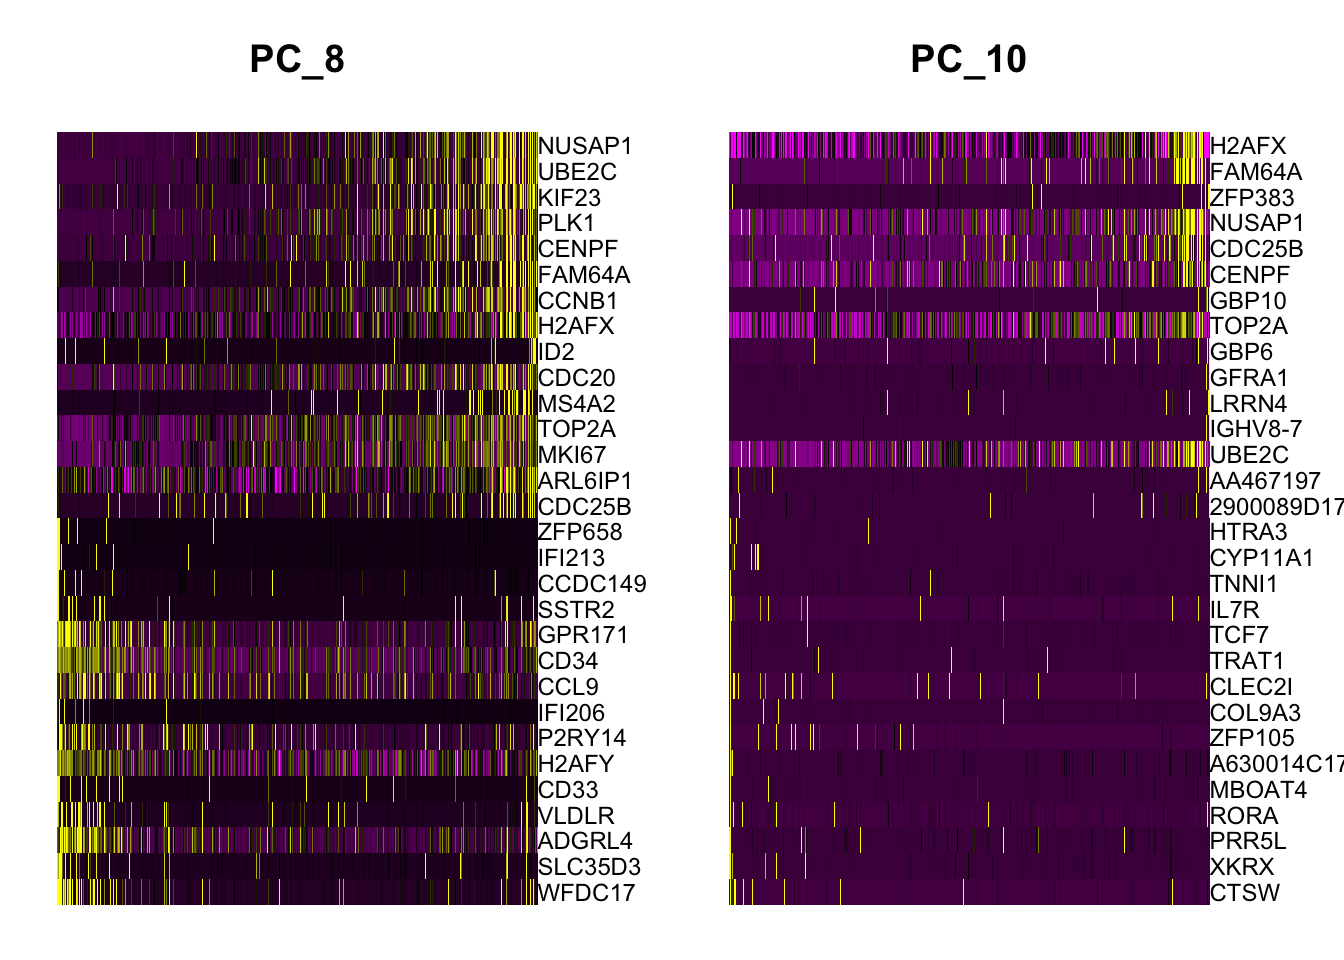 PC_8
NUSAP1
UBE2C
KIF23
PLK1
CENPF
FAM64A
CCNB1
H2AFX
ID2
CDC20
MS4A2
TOP2A
MKI67
ARL6IP1
CDC25B
ZFP658
IFI213
CCDC149
SSTR2
GPR171
CD34
CCL9
IFI206
P2RY14
H2AFY
CD33
VLDLR
ADGRL4
SLC35D3
WFDC17
PC_10
H2AFX
FAM64A
ZFP383
NUSAP1
CDC25B
CENPF
GBP10
TOP2A
GBP6
GFRA1
LRRN4
IGHV8-7
UBE2C
AA467197
2900089D17
HTRA3
CYP11A1
TNNI1
IL7R
TCF7
TRAT1
CLEC2I
COL9A3
ZFP105
A630014C17
MBOAT4
RORA
PRR5L
XKRX
CTSW